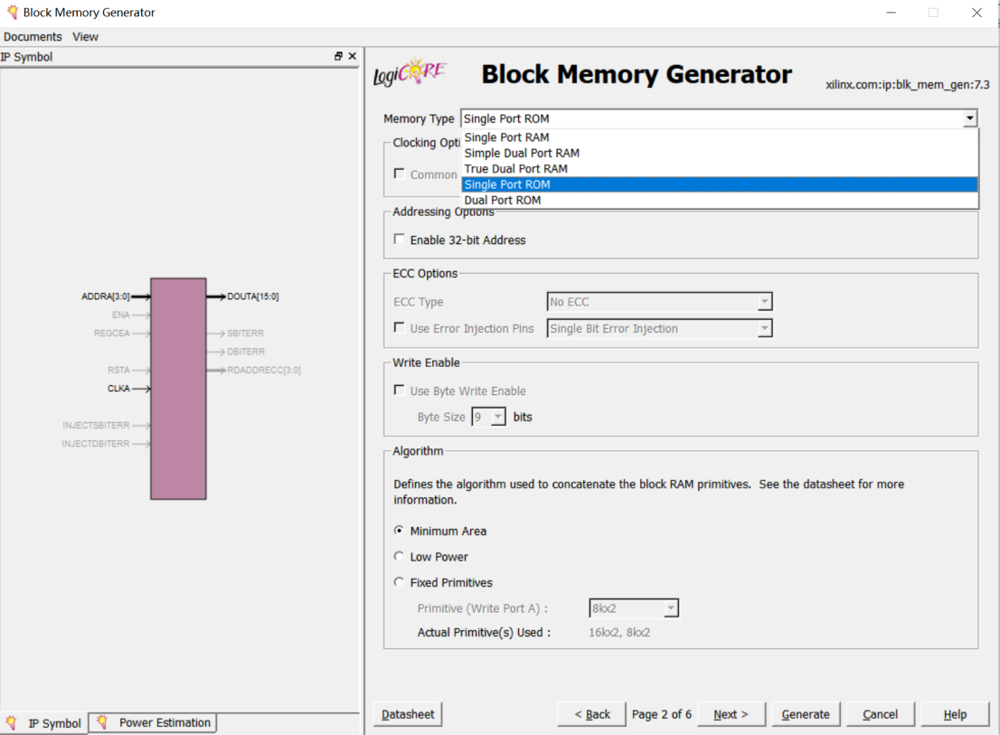 Block Memory Generator
Documents View
IP Symbol
LogiCORE
Block Memory Generator
xilinx.com:ip:blk_mem_gen:7.3
Memory Type Single Port ROM
Single Port RAM
Simple Dual Port RAM
True Dual Port RAM
Single Port ROM
Dual Port ROM
Clocking Opti
Common
Addressing Options
Enable 32-bit Address
ECC Options
ECC Type No ECC
Use Error Injection Pins Single Bit Error Injection
Write Enable
Use Byte Write Enable
Byte Size 9 bits
Algorithm
Defines the algorithm used to concatenate the block RAM primitives. See the datasheet for more
information.
Minimum Area
Low Power
Fixed Primitives
Primitive (Write Port A) : 8kx2
Actual Primitive(s) Used : 16kx2, 8kx2
ADDRA[3:0] DOUTA[15:0]
ENA
REGCEA SBITERR
DBITERR
RSTA RDADDRECC[3:0]
CLKA
INJECTSBITERR
INJECTDBITERR
IP Symbol Power Estimation
Datasheet < Back Page 2 of 6 Next > Generate Cancel Help